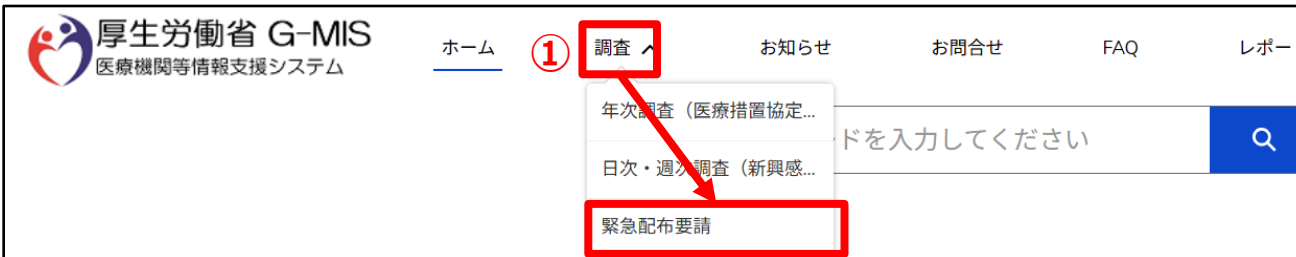 厚生労働省 G-MIS
医療機関等情報支援システム
ホーム
①
調査
お知らせ
お問合せ
FAQ
レポー
年次調査（医療措置協定...
ドを入力してください
日次・週次調査（新興感...
緊急配布要請